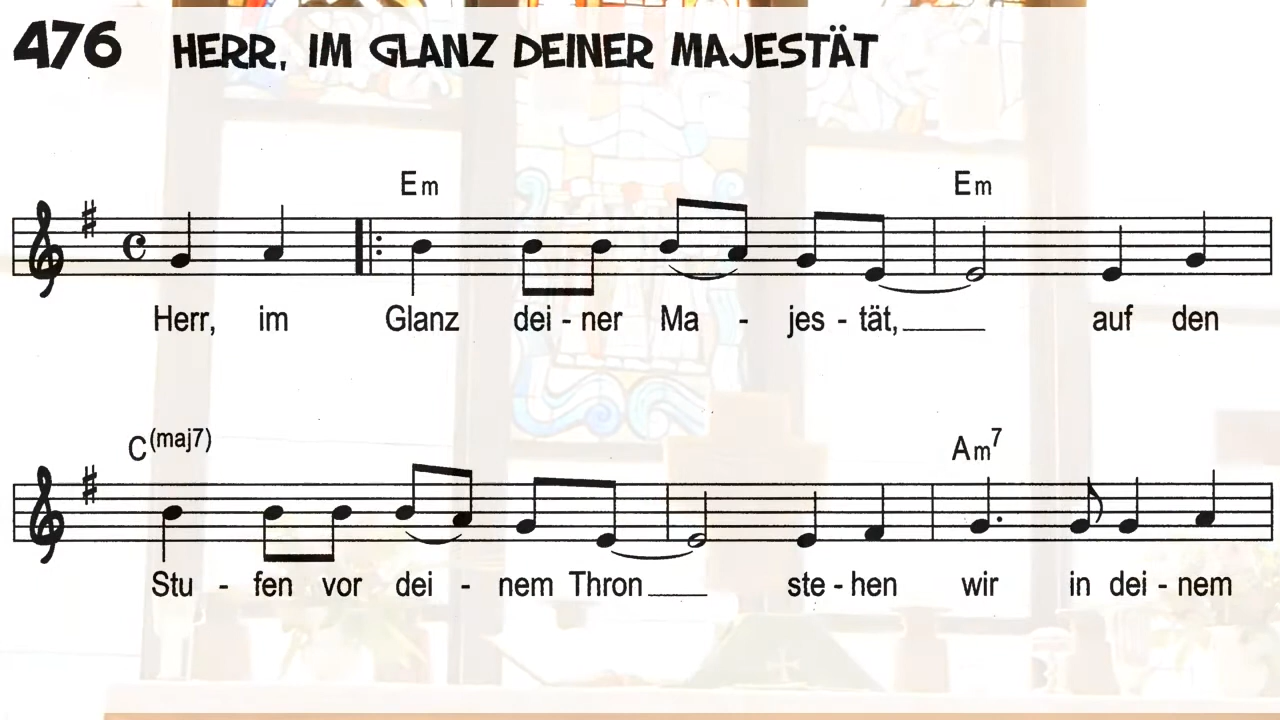 476 HERR, IM GLANZ DEINER MAJESTÄT
Em Em
Herr, im Glanz dei - ner Ma - jes - tät, auf den
C(maj7) Am7
Stu - fen vor dei - nem Thron ste - hen wir in dei - nem